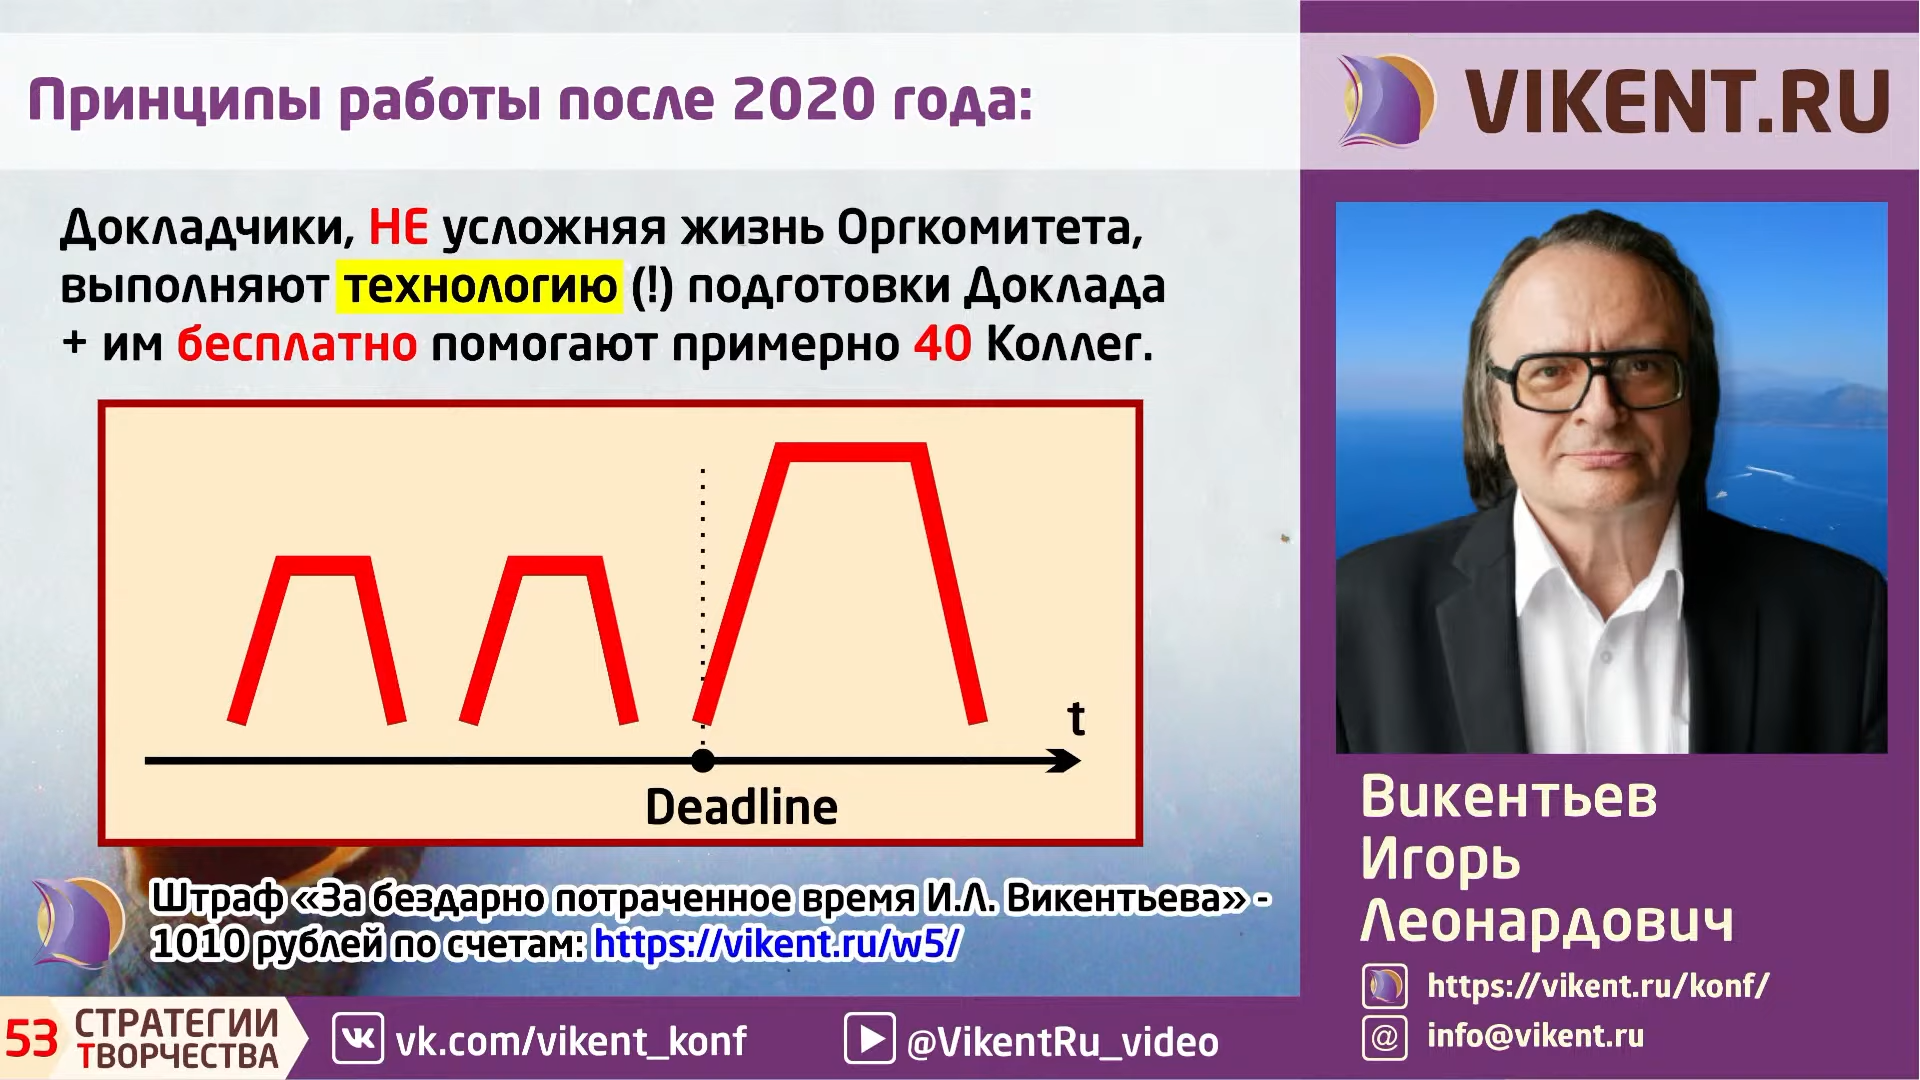 Принципы работы после 2020 года:
VIKENT.RU
Докладчики, НЕ усложняя жизнь Оргкомитета,
выполняют технологию (!) подготовки Доклада
+ им бесплатно помогают примерно 40 Коллег.
t
Deadline
Штраф «За бездарно потраченное время И.Л. Викентьева» -
1010 рублей по счетам: https://vikent.ru/w5/
Викентьев
Игорь
Леонардович
https://vikent.ru/konf/
@ info@vikent.ru
53 СТРАТЕГИИ
ТВОРЧЕСТВА
vk.com/vikent_konf
@VikentRu_video